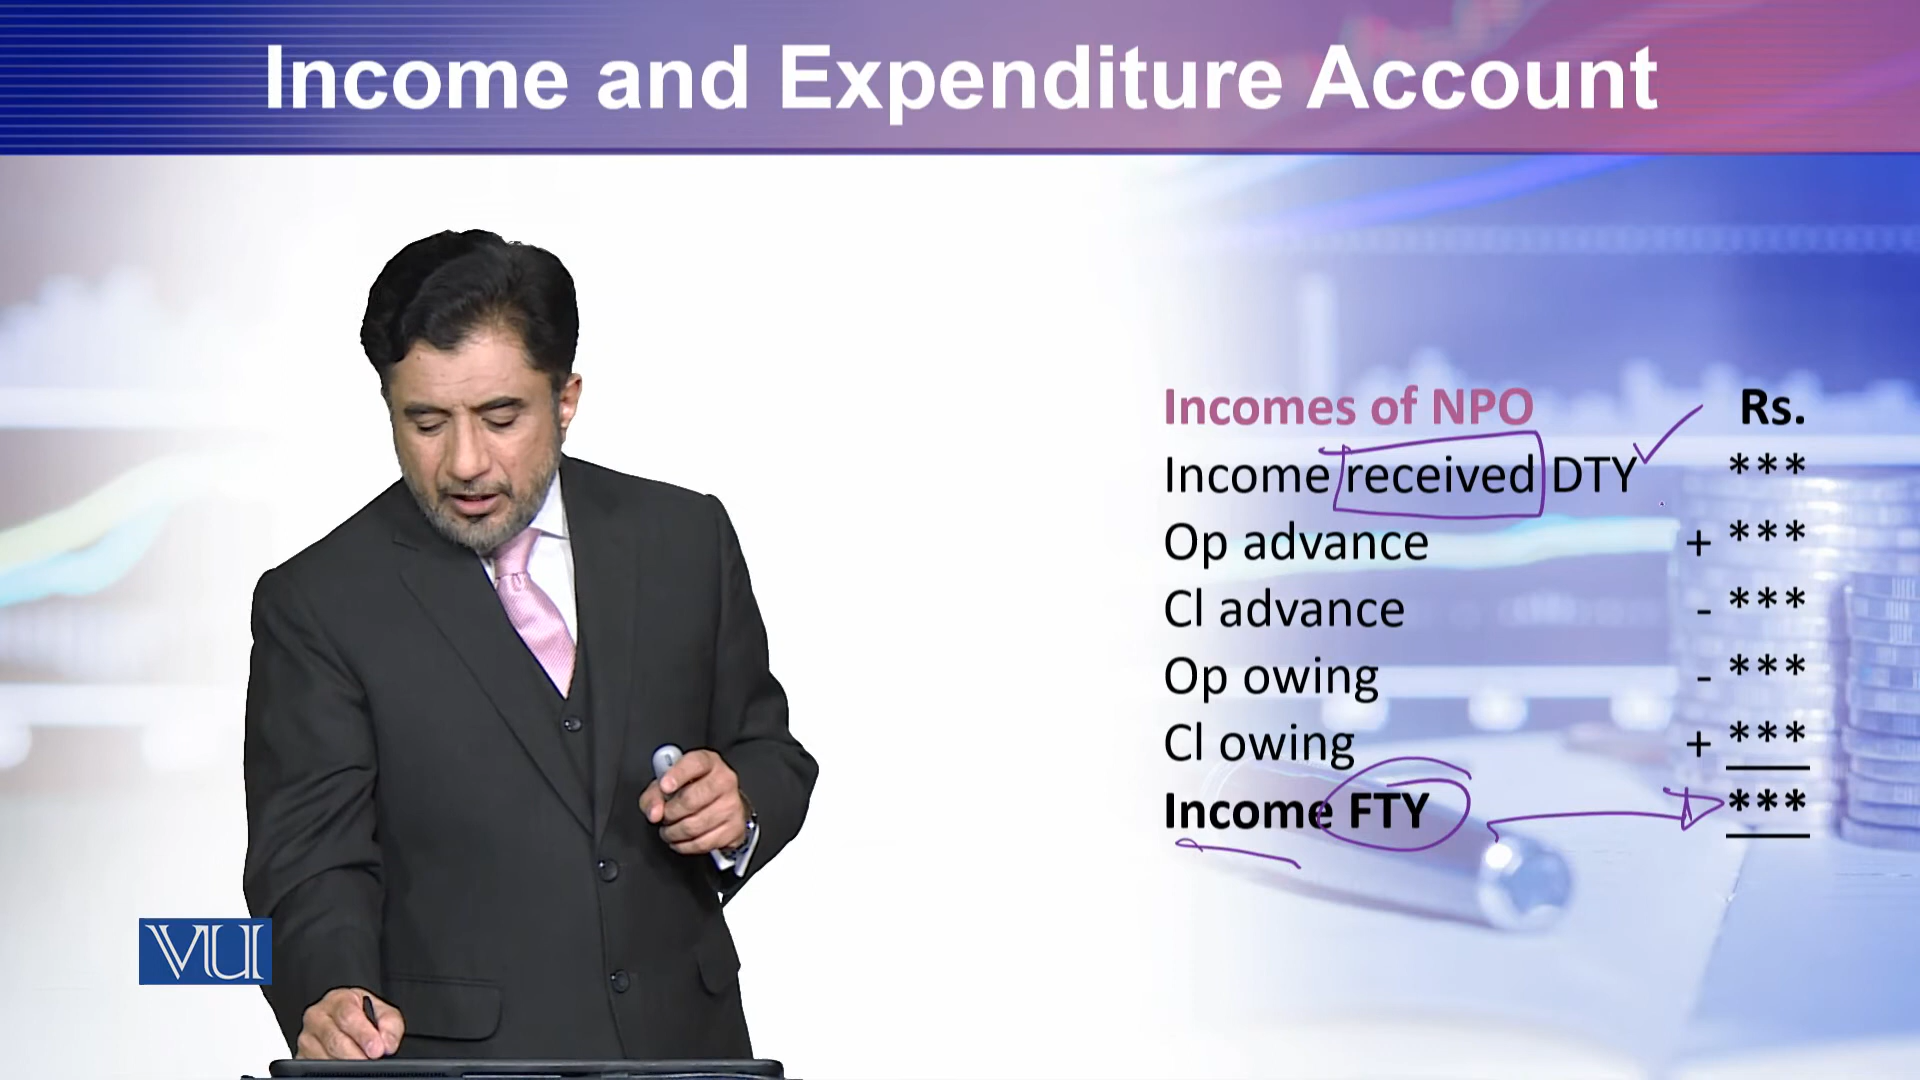 Income and Expenditure Account
Incomes of NPO Rs.
Income received DTY ***
Op advance + ***
Cl advance - ***
Op owing - ***
Cl owing + ***
Income FTY ***
VU